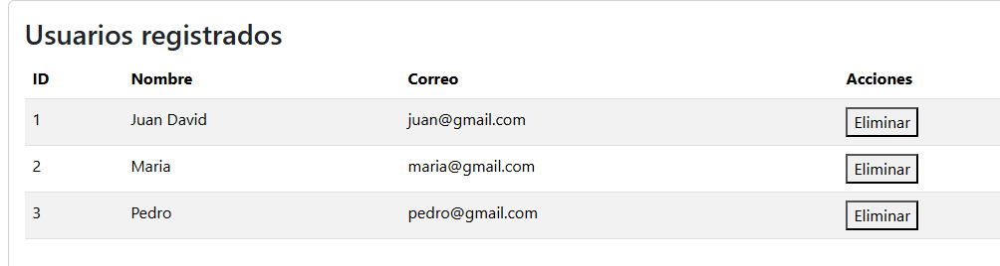 Usuarios registrados
ID Nombre Correo Acciones
1 Juan David juan@gmail.com Eliminar
2 Maria maria@gmail.com Eliminar
3 Pedro pedro@gmail.com Eliminar